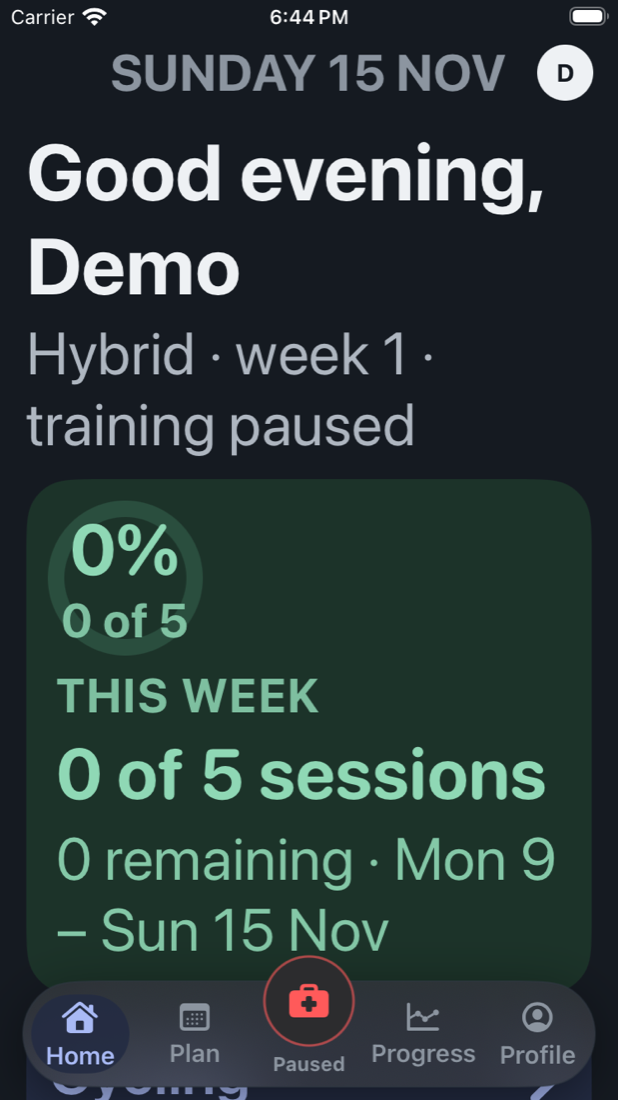 Carrier 6:44 PM
SUNDAY 15 NOV D
Good evening,
Demo
Hybrid · week 1 ·
training paused
0%
0 of 5
THIS WEEK
0 of 5 sessions
0 remaining · Mon 9
– Sun 15 Nov
Cycling
Home Plan Paused Progress Profile